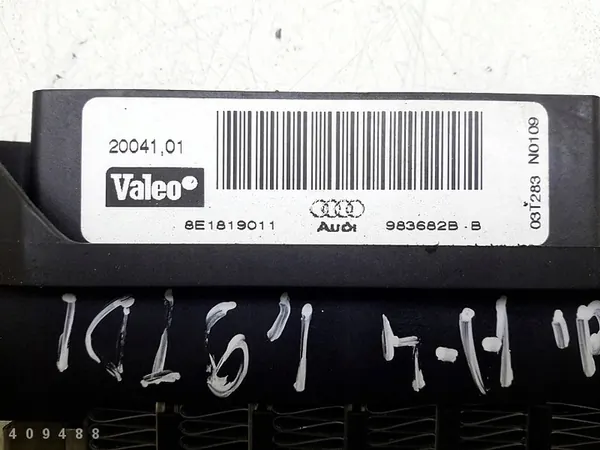 20041,01
Valeo
8E1819011
Audi
983682B-B
03T283 N0109
409488